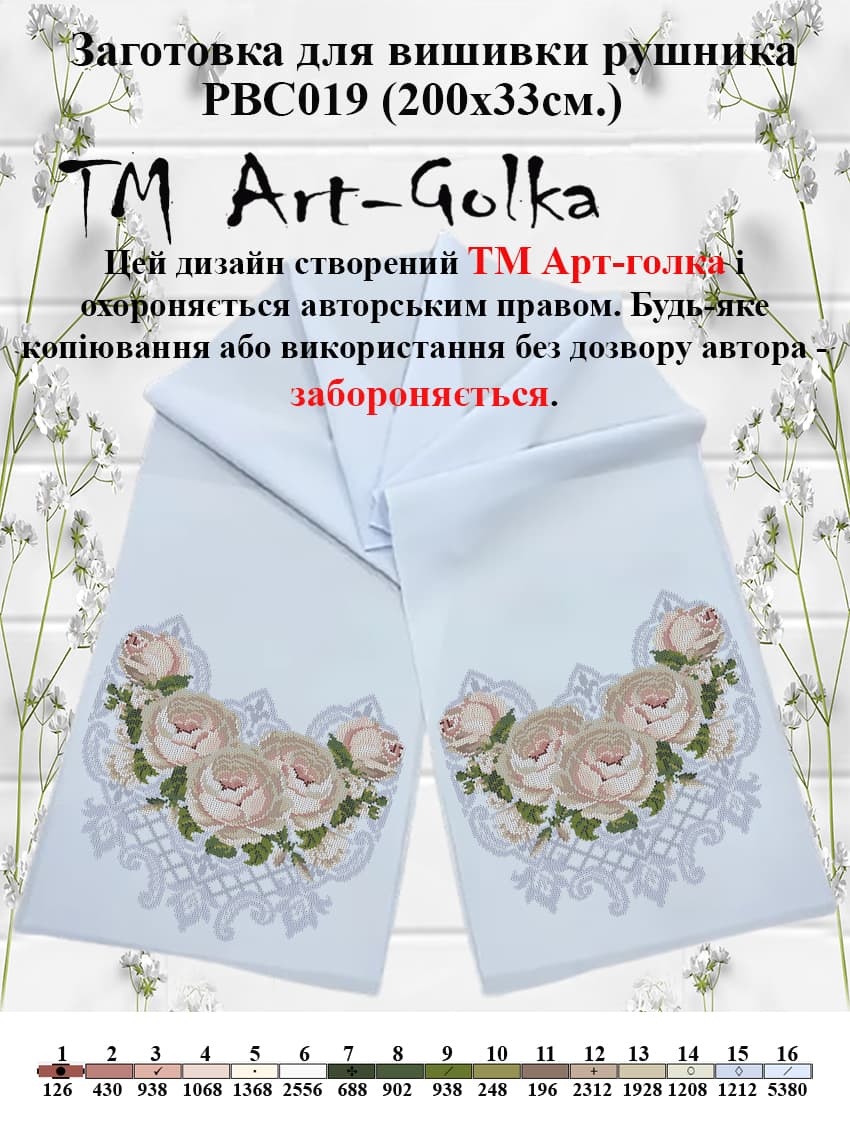 Заготовка для вишивки рушника
РВС019 (200х33см.)
TM Art-Golka
Цей дизайн створений ТМ Арт-голка і
охороняється авторським правом. Будь-яке
копіювання або використання без дозвору автора -
забороняється.
1 2 3 4 5 6 7 8 9 10 11 12 13 14 15 16
126 430 938 1068 1368 2556 688 902 938 248 196 2312 1928 1208 1212 5380